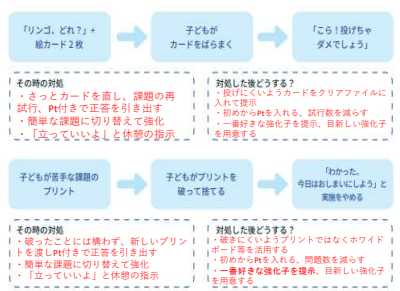 「リンゴ、どれ？」+
絵カード2枚
子どもが
カードをばらまく
「こら！投げちゃ
ダメでしょう」
その時の対処
・さっとカードを直し、課題の再
試行、Pt付きで正答を引き出す
・簡単な課題に切り替えて強化
・「立っていいよ」と休憩の指示
対処した後どうする？
・投げにくいようカードをクリアファイルに
入れて提示
・初めからPtを入れる、試行数を減らす
・一番好きな強化子を提示、目新しい強化子
を用意する
子どもが苦手な課題の
プリント
子どもがプリントを
破って捨てる
「わかった、
今日はおしまいにしよう」と
実施をやめる
その時の対処
・破ったことには構わず、新しいプリン
トを渡しPt付きで正答を引き出す
・簡単な課題に切り替えて強化
・「立っていいよ」と休憩の指示
対処した後どうする？
・破きにくいようプリントではなくホワイド
ボード等を活用する
・初めからPtを入れる、問題数を減らす
・一番好きな強化子を提示、目新しい強化子
を用意する